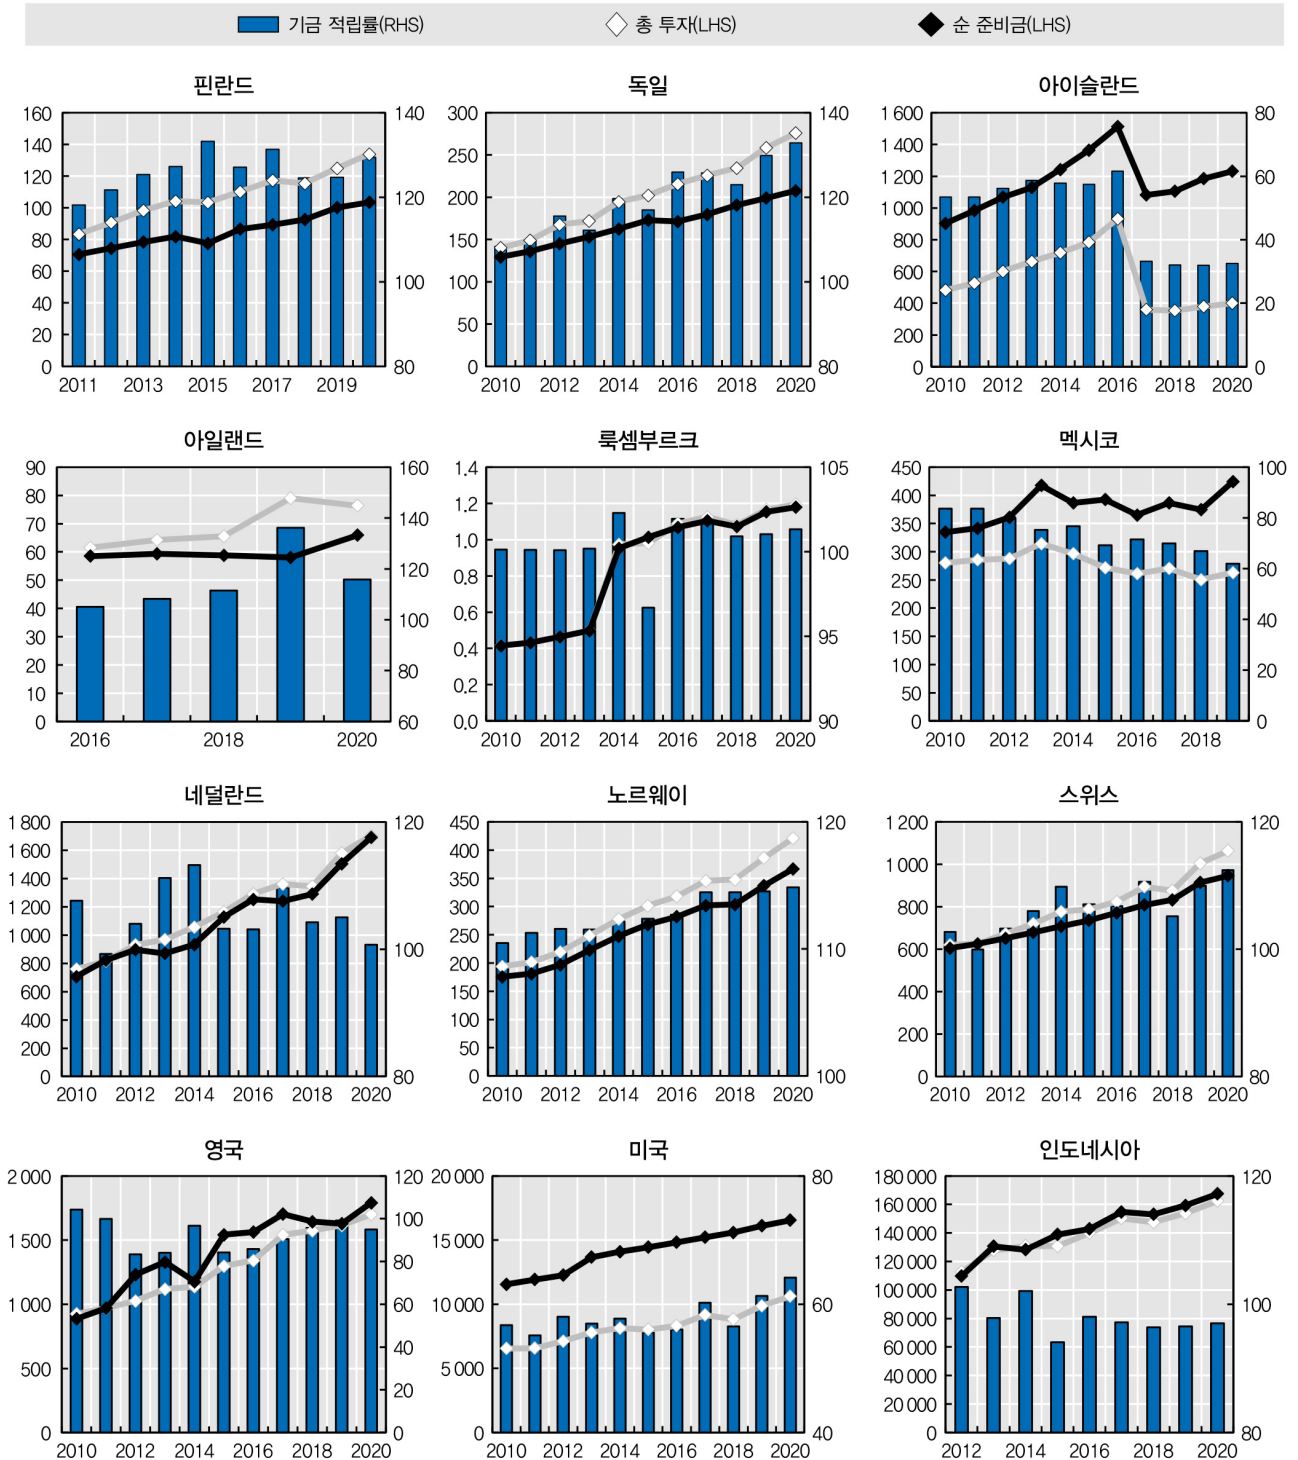 기금 적립률(RHS) 총 투자(LHS) 순 준비금(LHS)
핀란드 독일 아이슬란드
160 140 300 140 1 600 80
140 250 1 400
120 120 200 120 1 200 60
100 1 000
80 150 800 40
60 100 100 100 600
40 400 20
20 50 200
0 80 0 80 0 0
2011 2013 2015 2017 2019 2010 2012 2014 2016 2018 2020 2010 2012 2014 2016 2018 2020
아일랜드 룩셈부르크 멕시코
90 160 1.4 105 450 100
80 1.2 400
70 140 350 80
60 120 1.0 100 300
50 0.8 250 60
40 100 0.6 200
30 95 150 40
20 80 0.4 100 20
10 0.2 50
0 60 0.0 90 0 0
2016 2018 2020 2010 2012 2014 2016 2018 2020 2010 2012 2014 2016 2018
네덜란드 노르웨이 스위스
1 800 120 450 120 1 200 120
1 600 400 1 000
1 400 350
1 200 300 800
1 000 100 250 110 600 100
800 200
600 150 400
400 100 200
200 50
0 80 0 100 0 80
2010 2012 2014 2016 2018 2020 2010 2012 2014 2016 2018 2020 2010 2012 2014 2016 2018 2020
영국 미국 인도네시아
2 000 120 20 000 80 180 000 120
100 160 000
1 500 80 15 000 140 000
120 000
1 000 60 10 000 60 100 000 100
80 000
40 60 000
500 20 5 000 40 000
20 000
0 0 0 40 0 80
2010 2012 2014 2016 2018 2020 2010 2012 2014 2016 2018 2020 2012 2014 2016 2018 2020